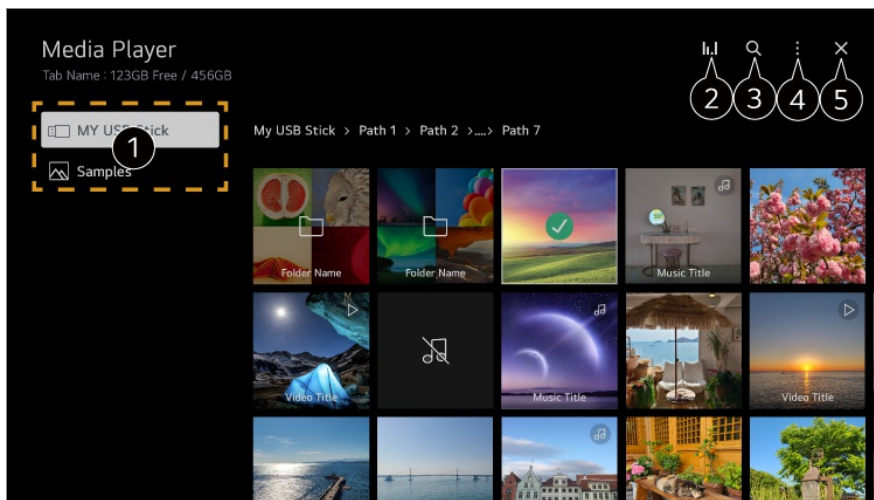 Media Player
Tab Name : 123GB Free / 456GB
2 3 4 5
MY USB Stick
1
Samples
My USB Stick > Path 1 > Path 2 >....> Path 7
Folder Name
Folder Name
Music Title
Video Title
Music Title
Video Title